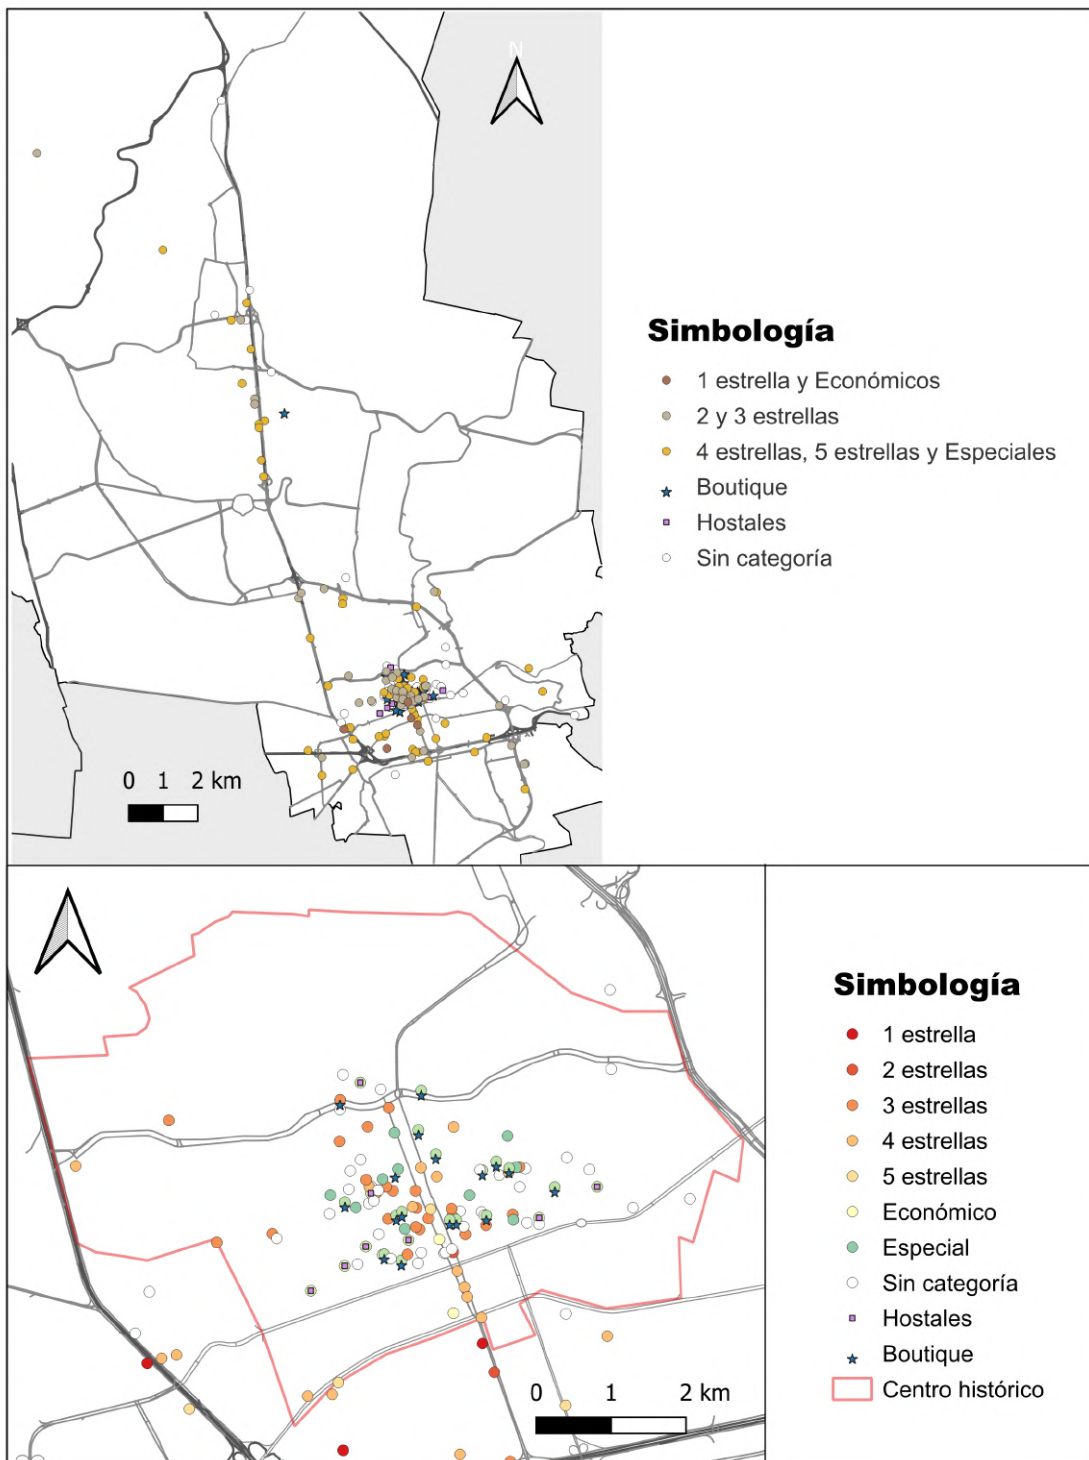 N
Simbología
1 estrella y Económicos
2 y 3 estrellas
4 estrellas, 5 estrellas y Especiales
Boutique
Hostales
Sin categoría
0 1 2 km
Simbología
1 estrella
2 estrellas
3 estrellas
4 estrellas
5 estrellas
Económico
Especial
Sin categoría
Hostales
Boutique
Centro histórico
0 1 2 km